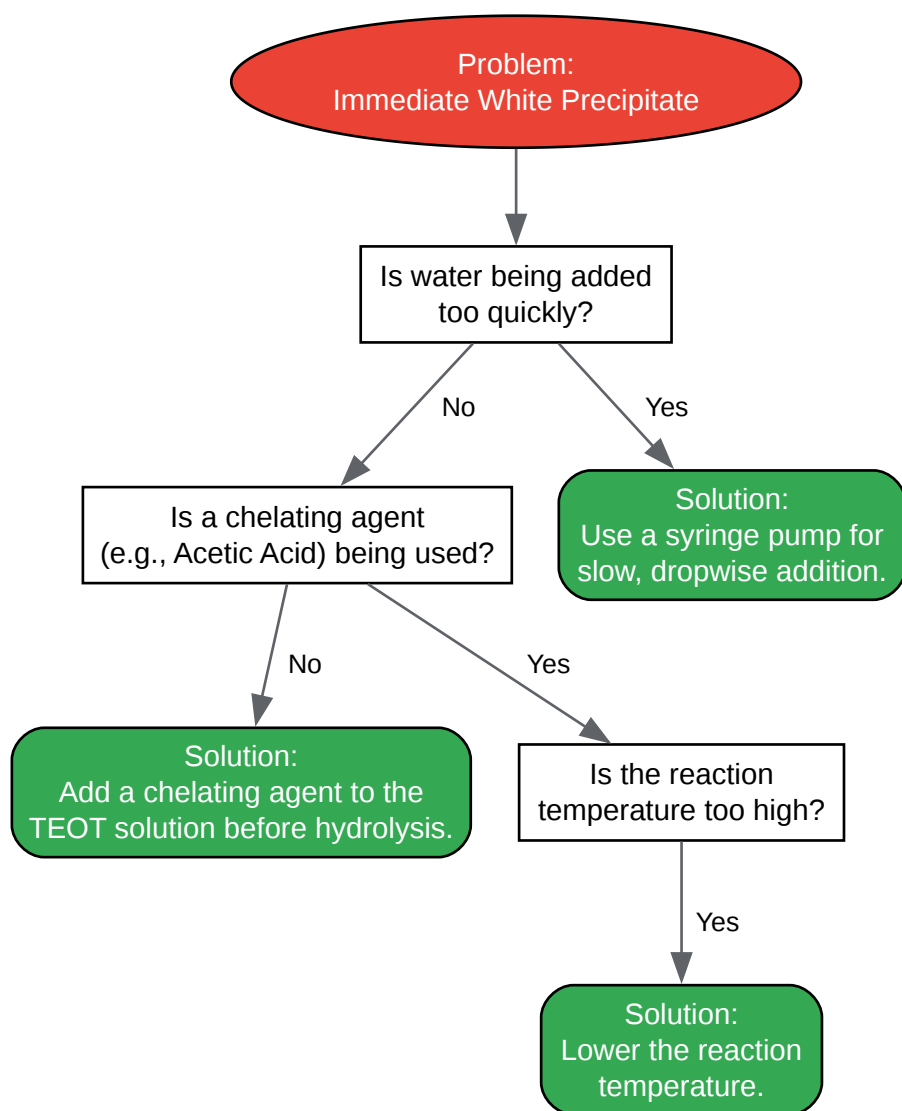 Problem:
Immediate White Precipitate
Is water being added
too quickly?
No
Yes
Is a chelating agent
(e.g., Acetic Acid) being used?
Solution:
Use a syringe pump for
slow, dropwise addition.
No
Yes
Solution:
Add a chelating agent to the
TEOT solution before hydrolysis.
Is the reaction
temperature too high?
Yes
Solution:
Lower the reaction
temperature.